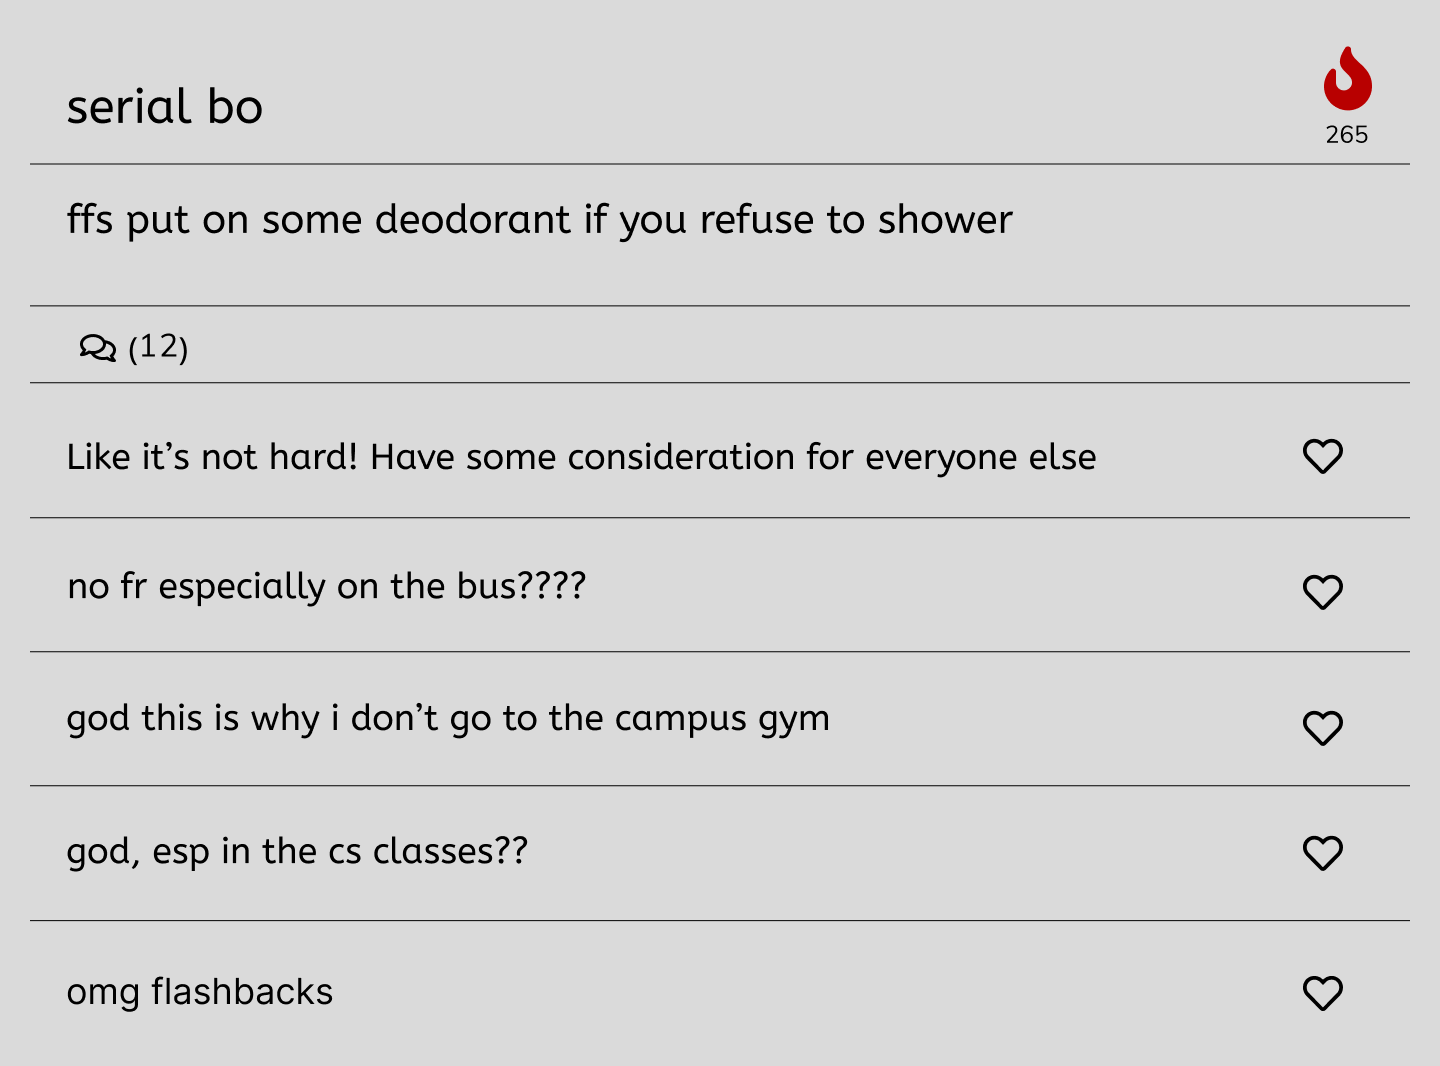 serial bo
265
ffs put on some deodorant if you refuse to shower
(12)
Like it’s not hard! Have some consideration for everyone else
no fr especially on the bus????
god this is why i don’t go to the campus gym
god, esp in the cs classes??
omg flashbacks